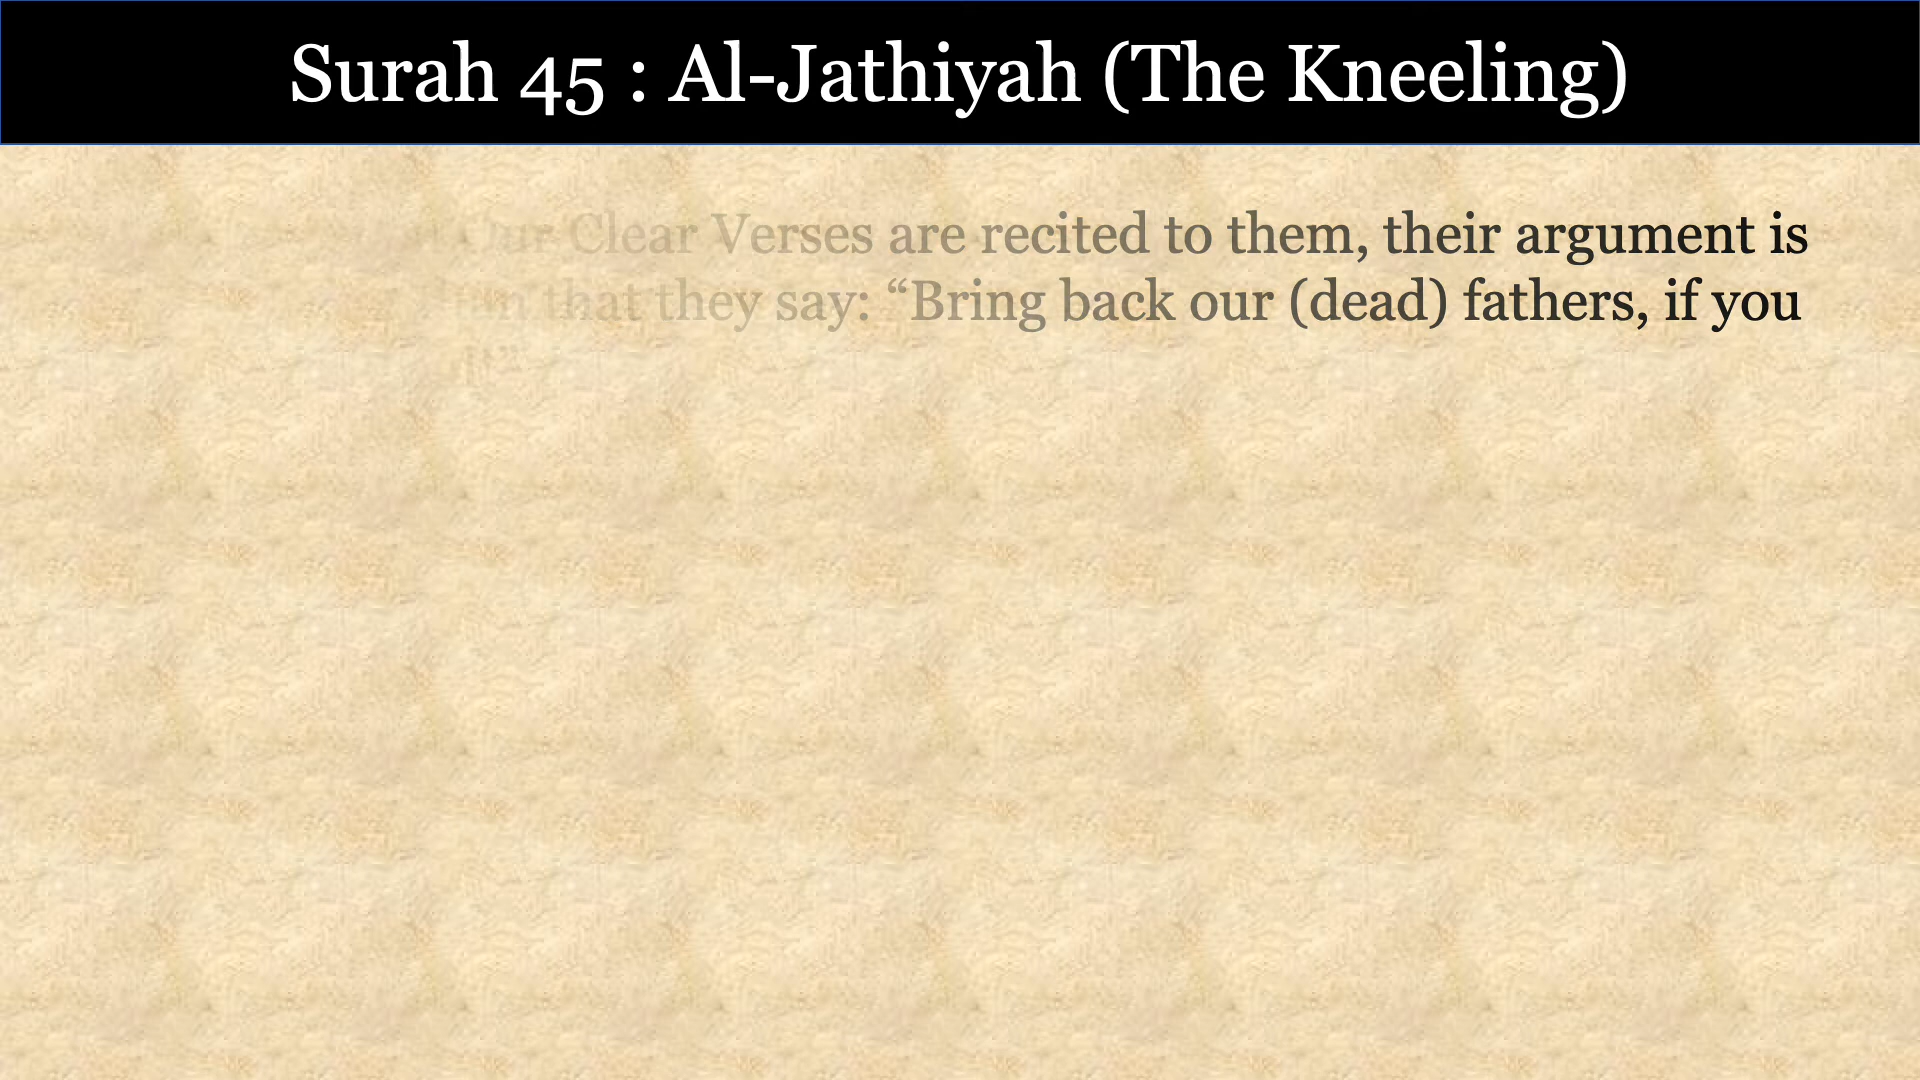 Surah 45 : Al-Jathiyah (The Kneeling)
Our Clear Verses are recited to them, their argument is
that they say: “Bring back our (dead) fathers, if you